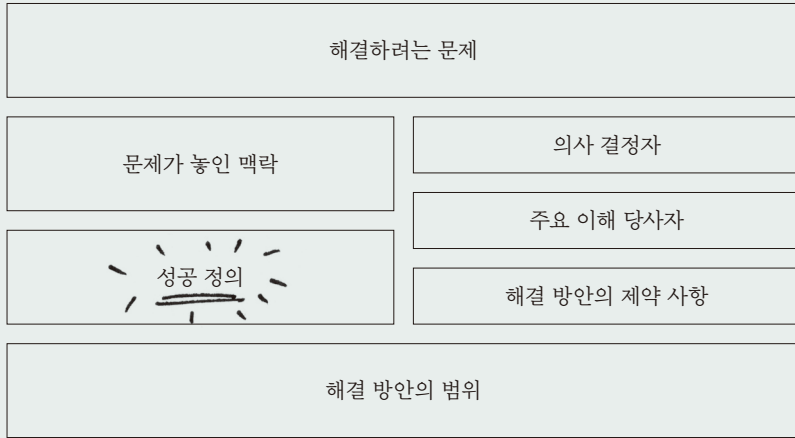 해결하려는 문제
문제가 놓인 맥락
성공 정의
의사 결정자
주요 이해 당사자
해결 방안의 제약 사항
해결 방안의 범위